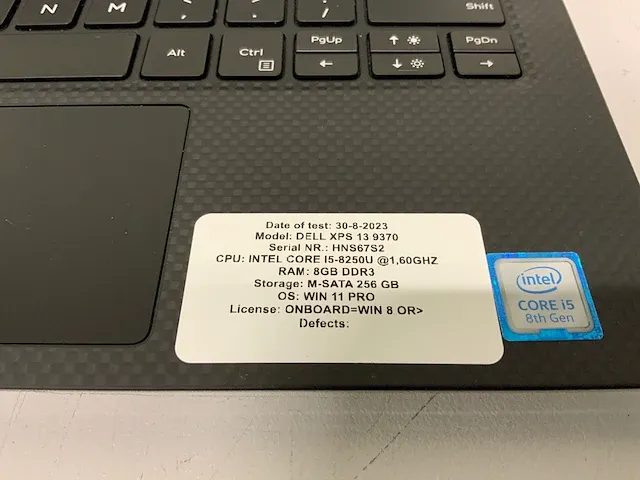 N M , . / Shift
Alt Ctrl PgUp PgDn
Date of test: 30-8-2023
Model: DELL XPS 13 9370
Serial NR.: HNS67S2
CPU: INTEL CORE I5-8250U @1,60GHZ
RAM: 8GB DDR3
Storage: M-SATA 256 GB
OS: WIN 11 PRO
License: ONBOARD=WIN 8 OR>
Defects:
intel
CORE i5
8th Gen